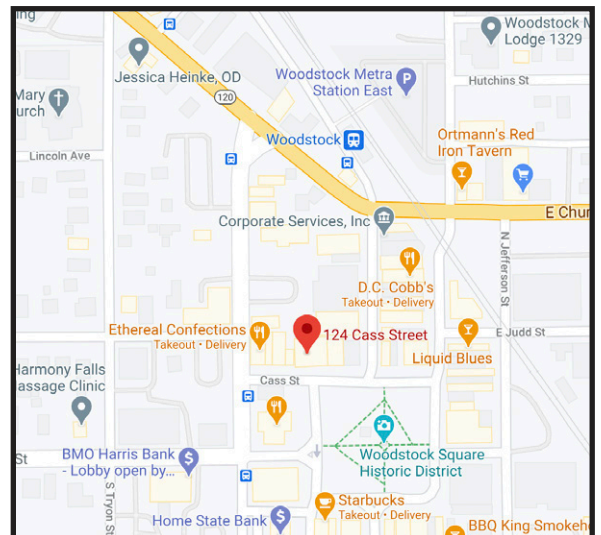 ing
Woodstock M
Lodge 1329
Jessica Heinke, OD
Woodstock Metra
Station East
P
Hutchins St
Mary
urch
120
Ortmann's Red
Iron Tavern
Woodstock
Lincoln Ave
Corporate Services, Inc
E Chur
N Jefferson St
D.C. Cobb's
Takeout • Delivery
Ethereal Confections
Takeout • Delivery
124 Cass Street
E Judd St
Liquid Blues
Harmony Falls
assage Clinic
Cass St
St
BMO Harris Bank
- Lobby open by...
$
Woodstock Square
Historic District
S Tryon St
Starbucks
Takeout • Delivery
Home State Bank
$
BBQ King Smokeh